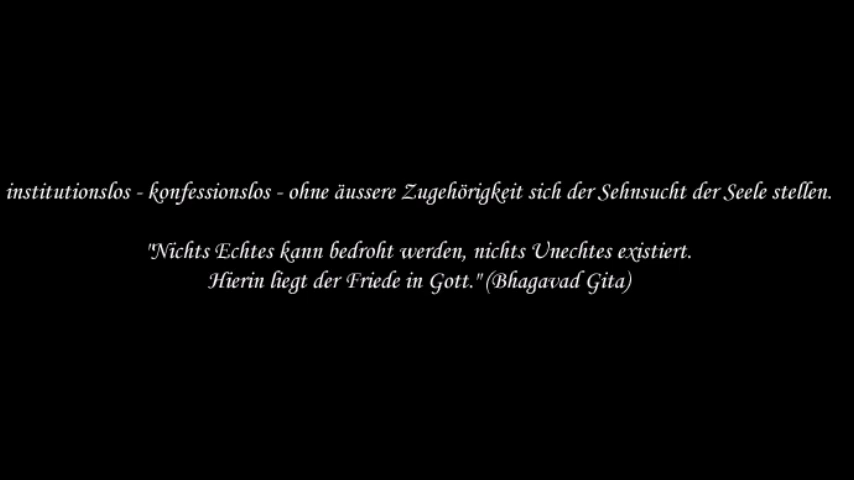 institutionslos - konfessionslos - ohne äussere Zugehörigkeit sich der Sehnsucht der Seele stellen.
"Nichts Echtes kann bedroht werden, nichts Unechtes existiert.
Hierin liegt der Friede in Gott." (Bhagavad Gita)